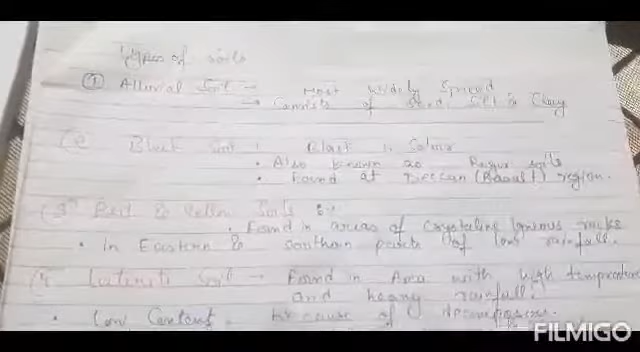 Types of soils
① Alluvial Soil → Most Widely Spread
→ Consists of Sand, Silt & Clay
(2 Black Soil : Black in Colour
• Also known as Regur soils
• Found at Deccan (Basalt) region.
(3) Red & Yellow Soils :-
• Found in areas of Crystalline Igneous rocks
• In Eastern & southern parts of low rainfall.
(4 Laterite Soil → Found in Area with high temperature
and heavy rainfall.
• Low Content, because of decomposers.
FILMIGO